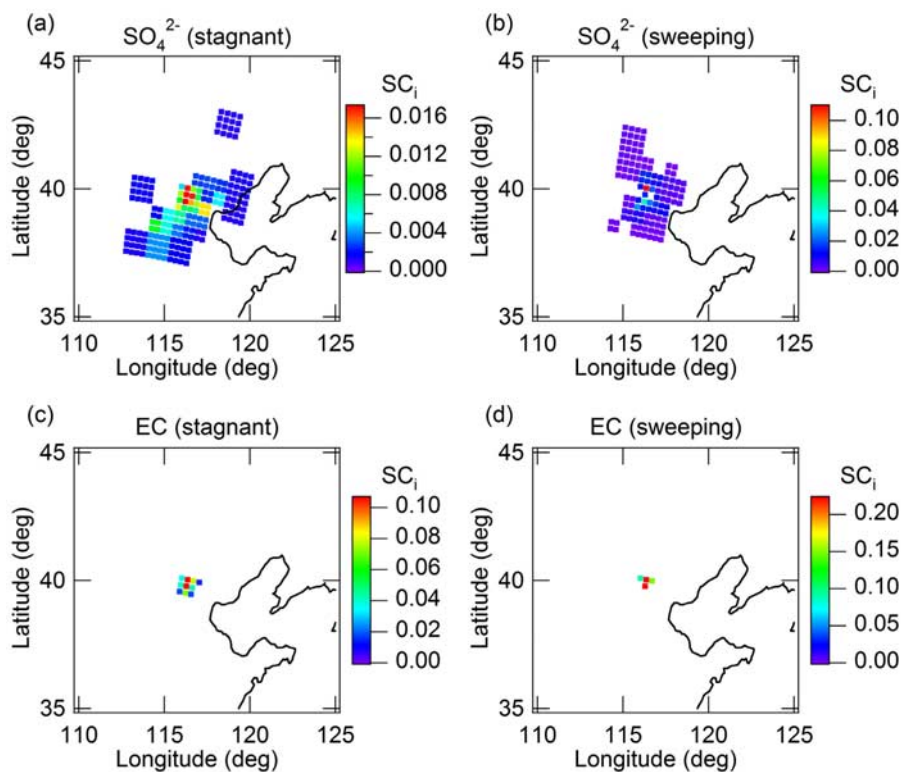 (a)
SO₄²⁻ (stagnant)
45
40
35
Latitude (deg)
110 115 120 125
Longitude (deg)
SCᵢ
0.016
0.012
0.008
0.004
0.000
(b)
SO₄²⁻ (sweeping)
45
40
35
Latitude (deg)
110 115 120 125
Longitude (deg)
SCᵢ
0.10
0.08
0.06
0.04
0.02
0.00
(c)
EC (stagnant)
45
40
35
Latitude (deg)
110 115 120 125
Longitude (deg)
SCᵢ
0.10
0.08
0.06
0.04
0.02
0.00
(d)
EC (sweeping)
45
40
35
Latitude (deg)
110 115 120 125
Longitude (deg)
SCᵢ
0.20
0.15
0.10
0.05
0.00